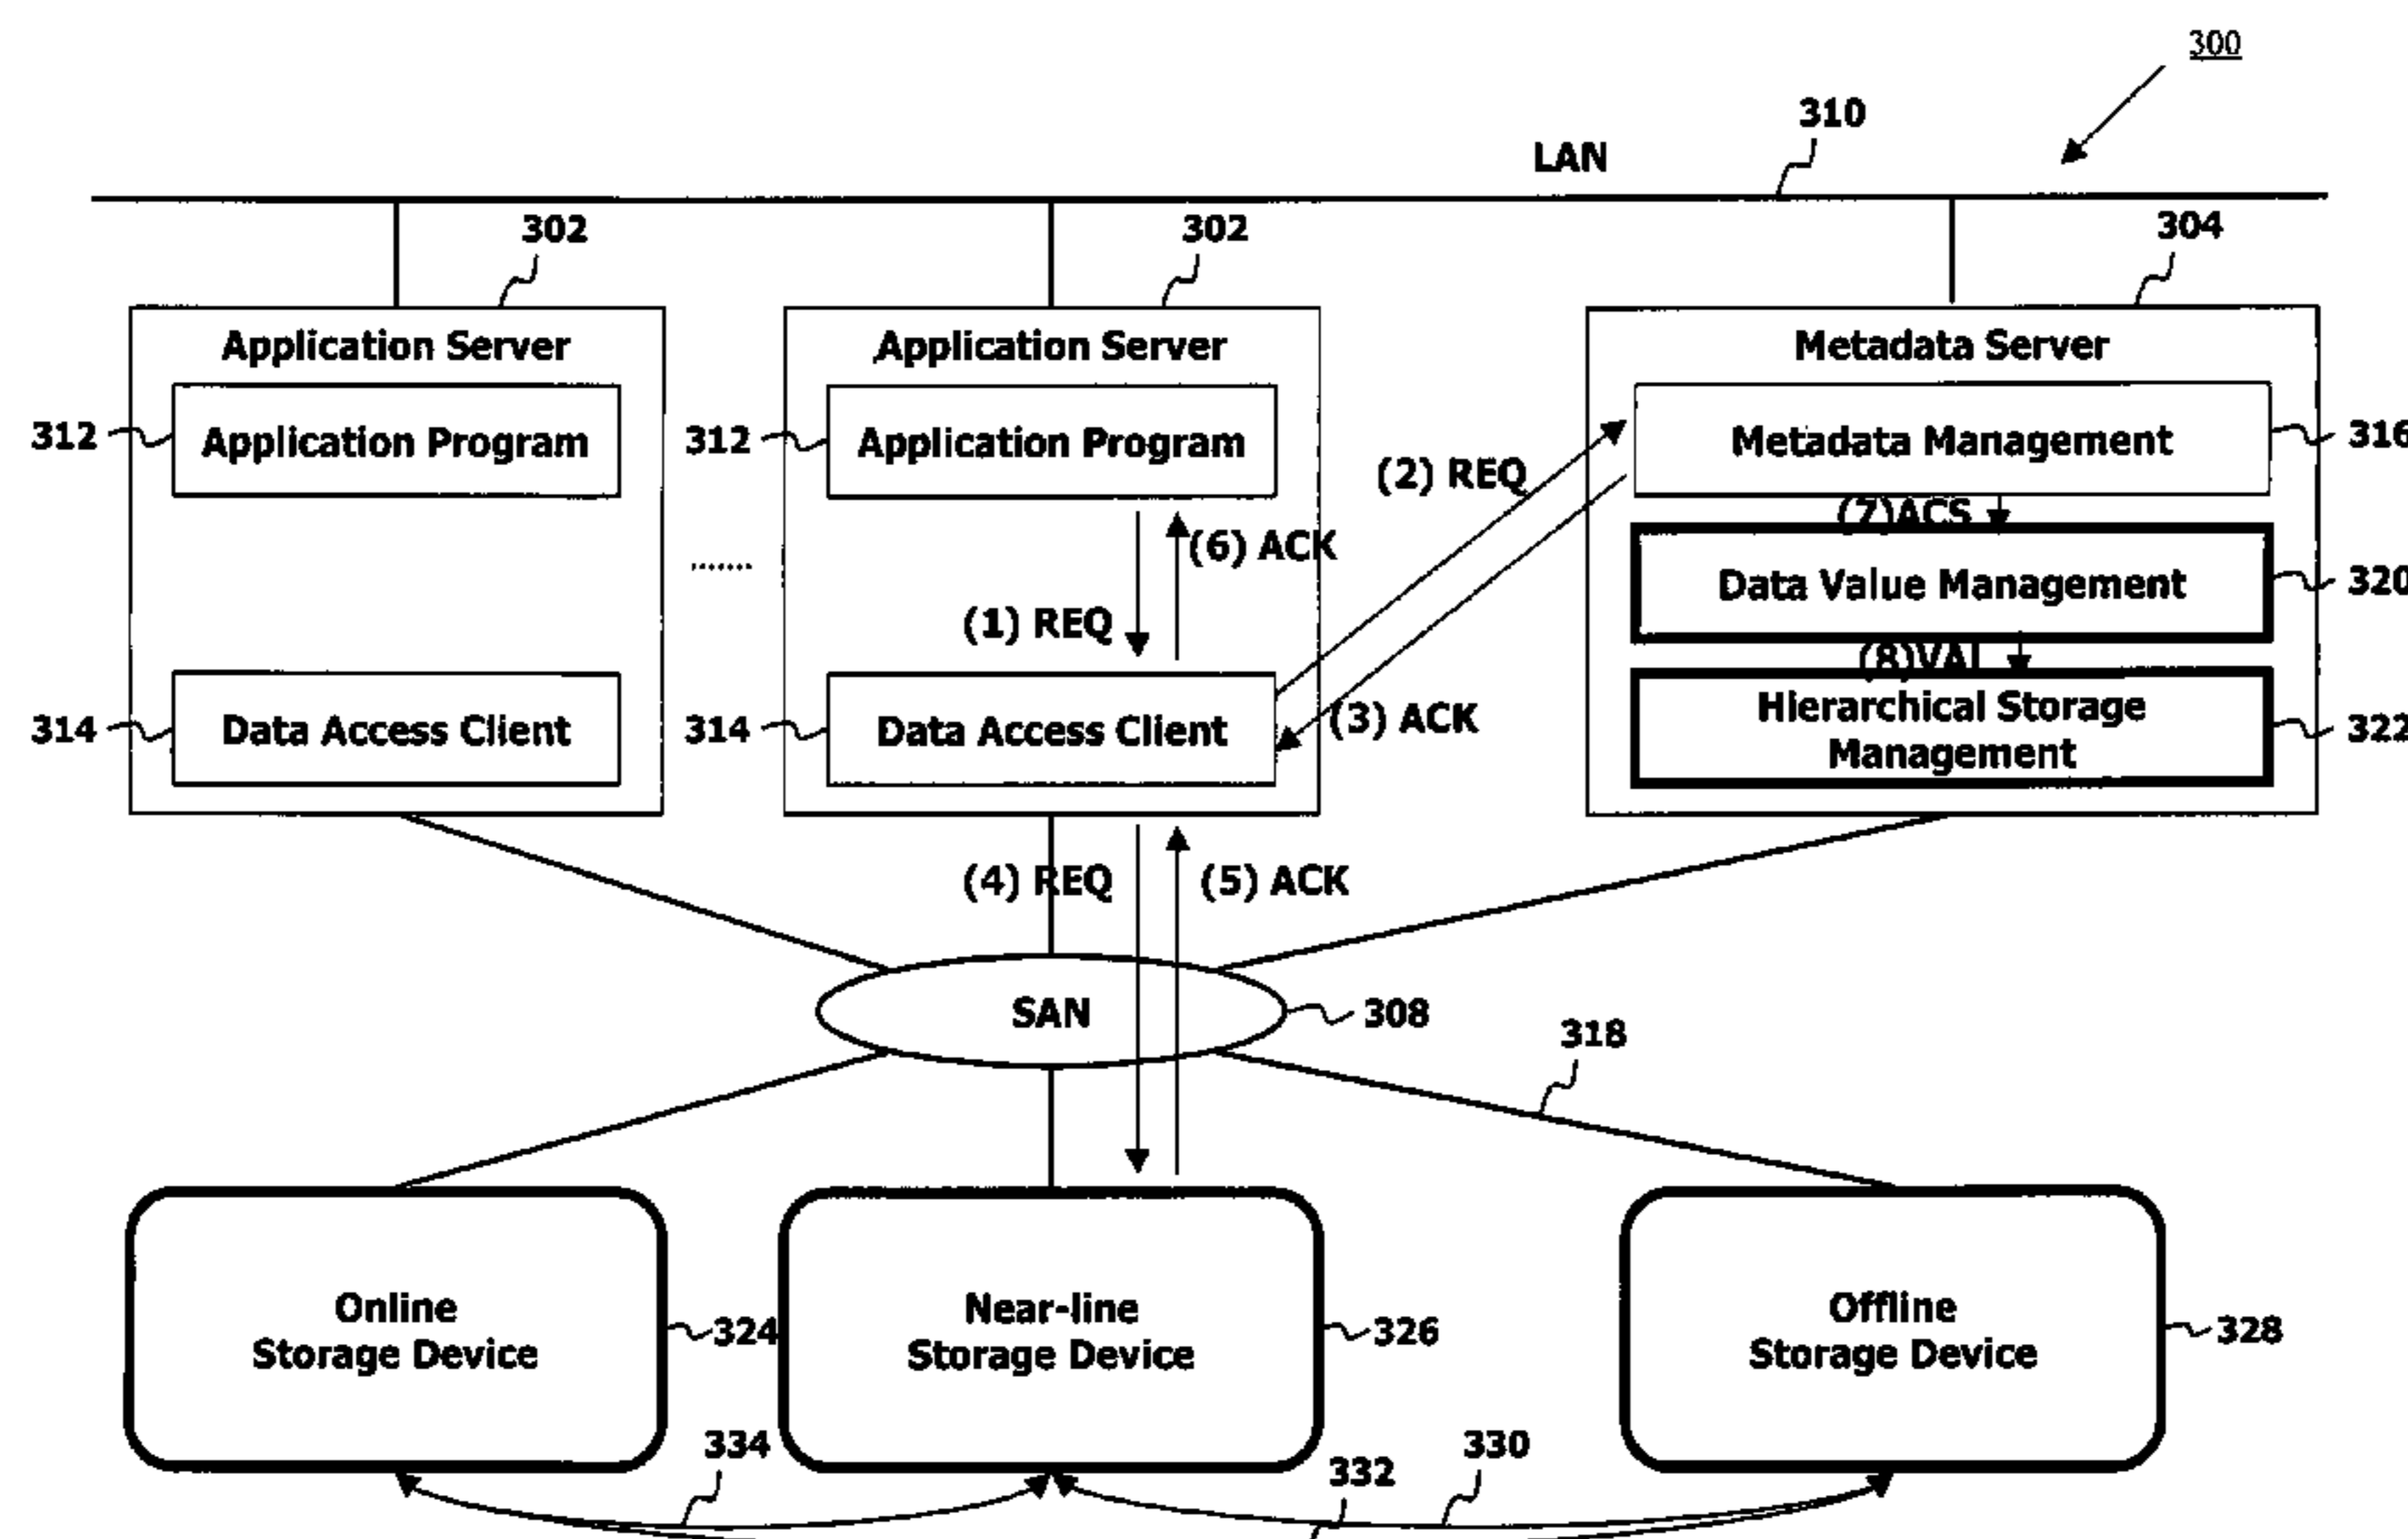 300
310
LAN
302
302
304
Application Server
Application Server
Metadata Server
312
Application Program
312
Application Program
(2) REQ
Metadata Management
316
(7)ACS
(6) ACK
.......
Data Value Management
320
(1) REQ
(8)VAL
314
Data Access Client
314
Data Access Client
(3) ACK
Hierarchical Storage
Management
322
(4) REQ
(5) ACK
SAN
308
318
Online
Storage Device
324
Near-line
Storage Device
326
Offline
Storage Device
328
334
332
330